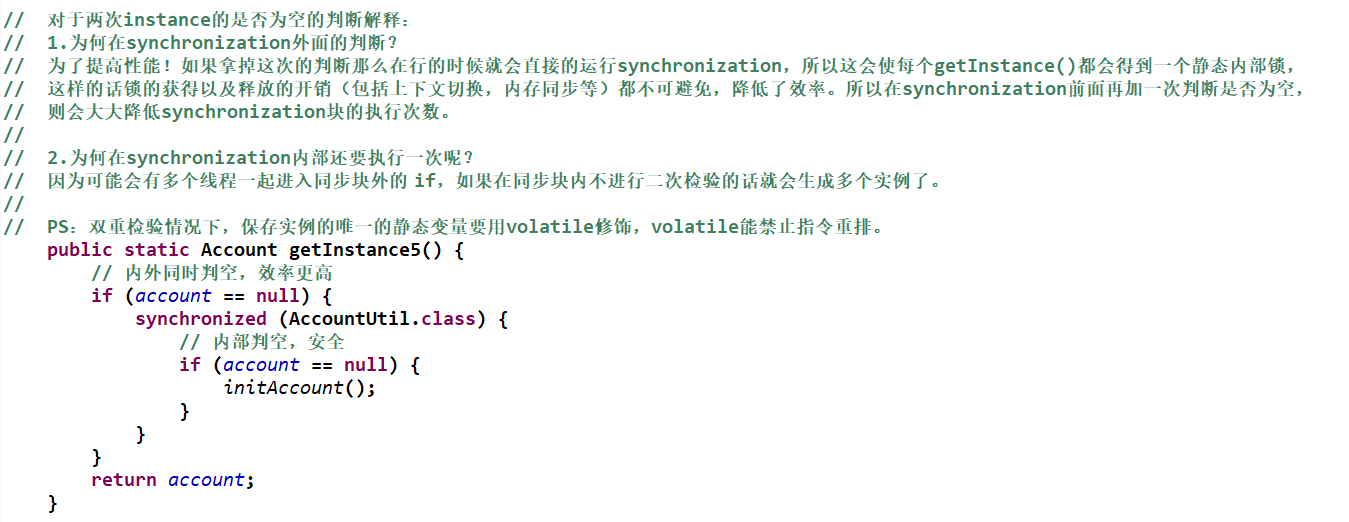 //  对于两次instance的是否为空的判断解释：
//  1.为何在synchronization外面的判断？
//  为了提高性能！如果拿掉这次的判断那么在行的时候就会直接的运行synchronization，所以这会使每个getInstance()都会得到一个静态内部锁，
//  这样的话锁的获得以及释放的开销（包括上下文切换，内存同步等）都不可避免，降低了效率。所以在synchronization前面再加一次判断是否为空，
//  则会大大降低synchronization块的执行次数。
//
//  2.为何在synchronization内部还要执行一次呢？
//  因为可能会有多个线程一起进入同步块外的 if，如果在同步块内不进行二次检验的话就会生成多个实例了。
//
//  PS：双重检验情况下，保存实例的唯一的静态变量要用volatile修饰，volatile能禁止指令重排。
    public static Account getInstance5() {
        // 内外同时判空，效率更高
        if (account == null) {
            synchronized (AccountUtil.class) {
                // 内部判空，安全
                if (account == null) {
                    initAccount();
                }
            }
        }
        return account;
    }